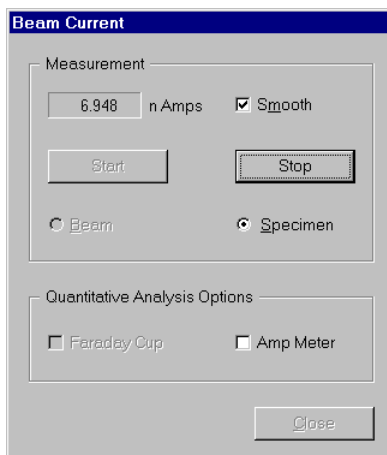 Beam Current
Measurement
6.948 n Amps Smooth
Start Stop
Beam Specimen
Quantitative Analysis Options
Faraday Cup Amp Meter
Close